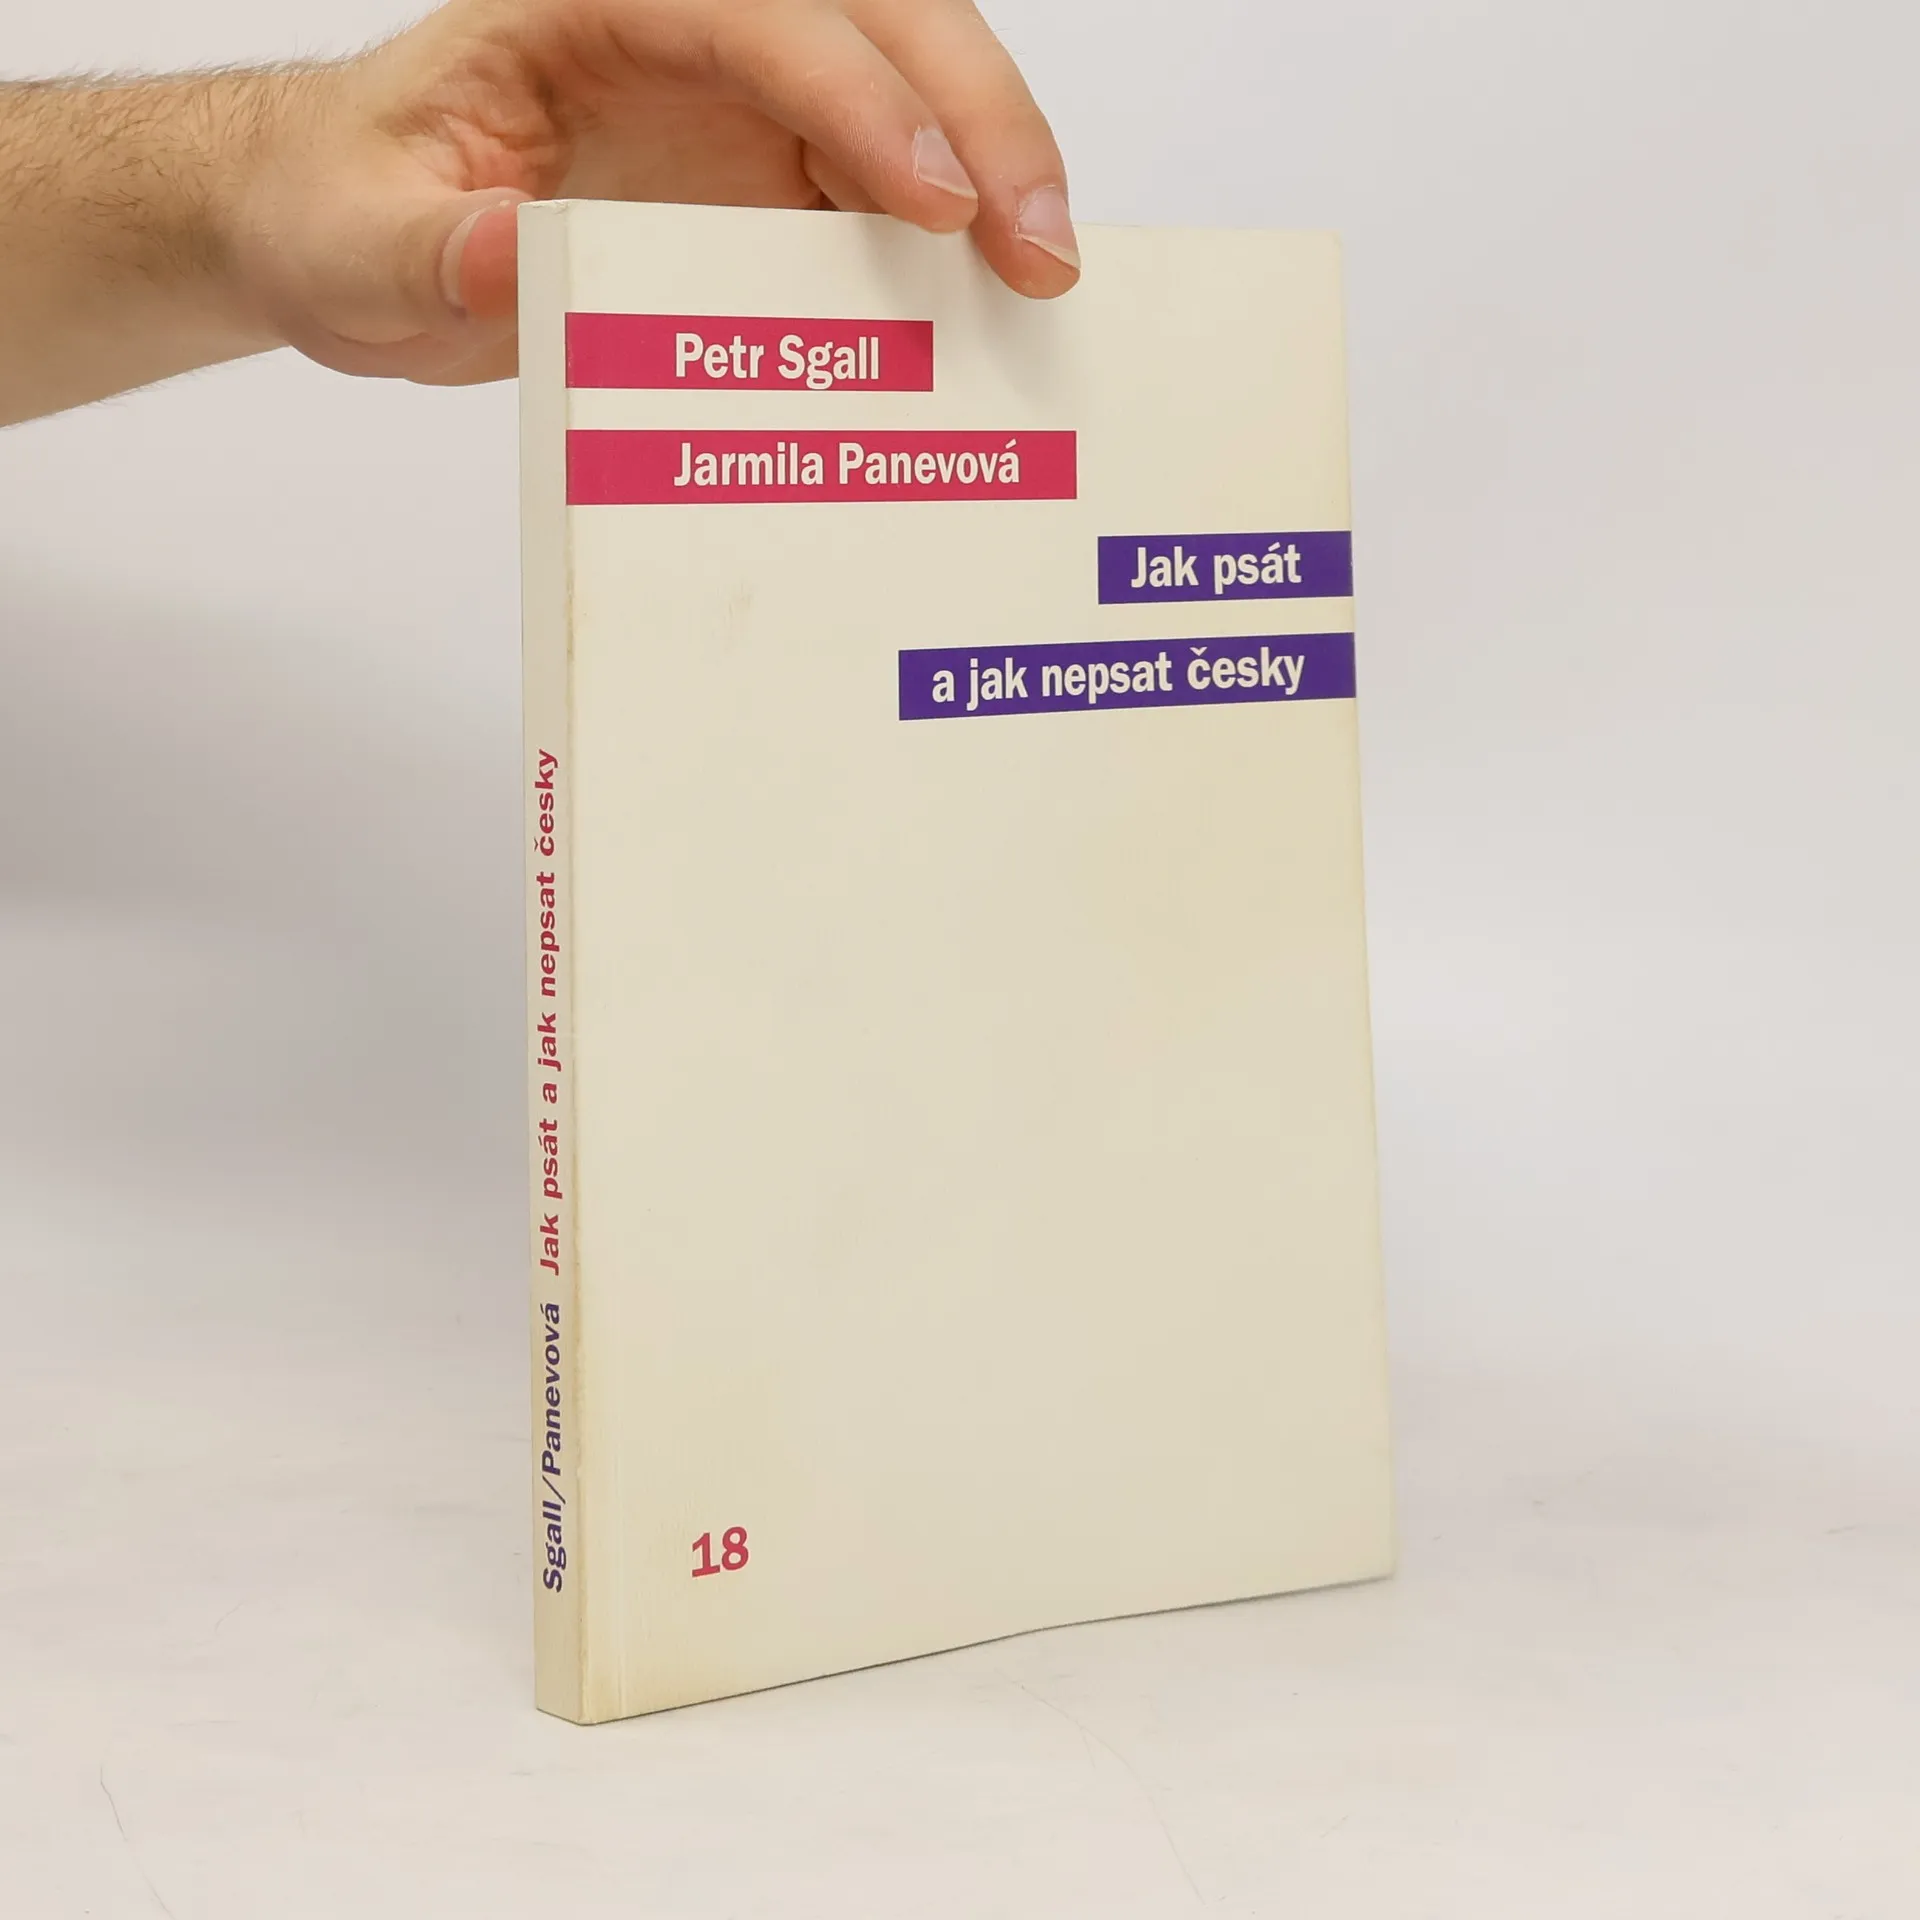 Petr Sgall
Jarmila Panevová
Jak psát
a jak nepsat česky
18
Sgall/Panevová Jak psát a jak nepsat česky